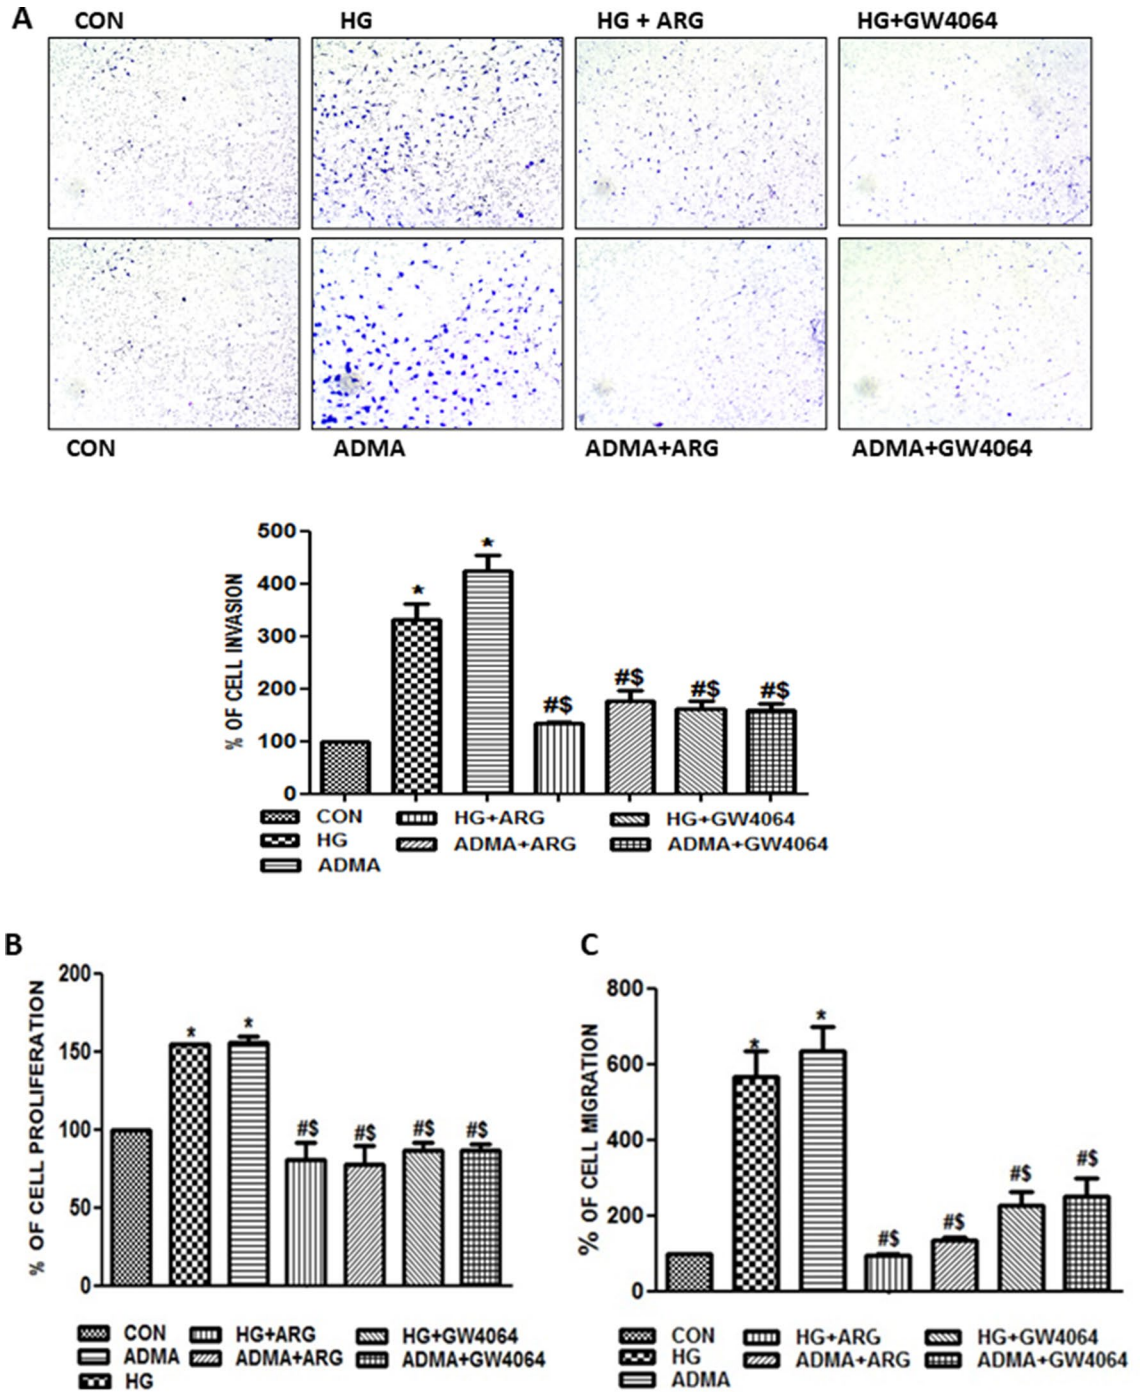 A
CON HG HG + ARG HG+GW4064
CON ADMA ADMA+ARG ADMA+GW4064
% OF CELL INVASION
500
400
300
200
100
0
*
*
#$
#$
#$
#$
CON HG+ARG HG+GW4064
HG ADMA+ARG ADMA+GW4064
ADMA
B
% OF CELL PROLIFERATION
200
150
100
50
0
*
*
#$
#$
#$
#$
CON HG+ARG HG+GW4064
ADMA ADMA+ARG ADMA+GW4064
HG
C
% OF CELL MIGRATION
800
600
400
200
0
*
*
#$
#$
#$
#$
CON HG+ARG HG+GW4064
HG ADMA+ARG ADMA+GW4064
ADMA